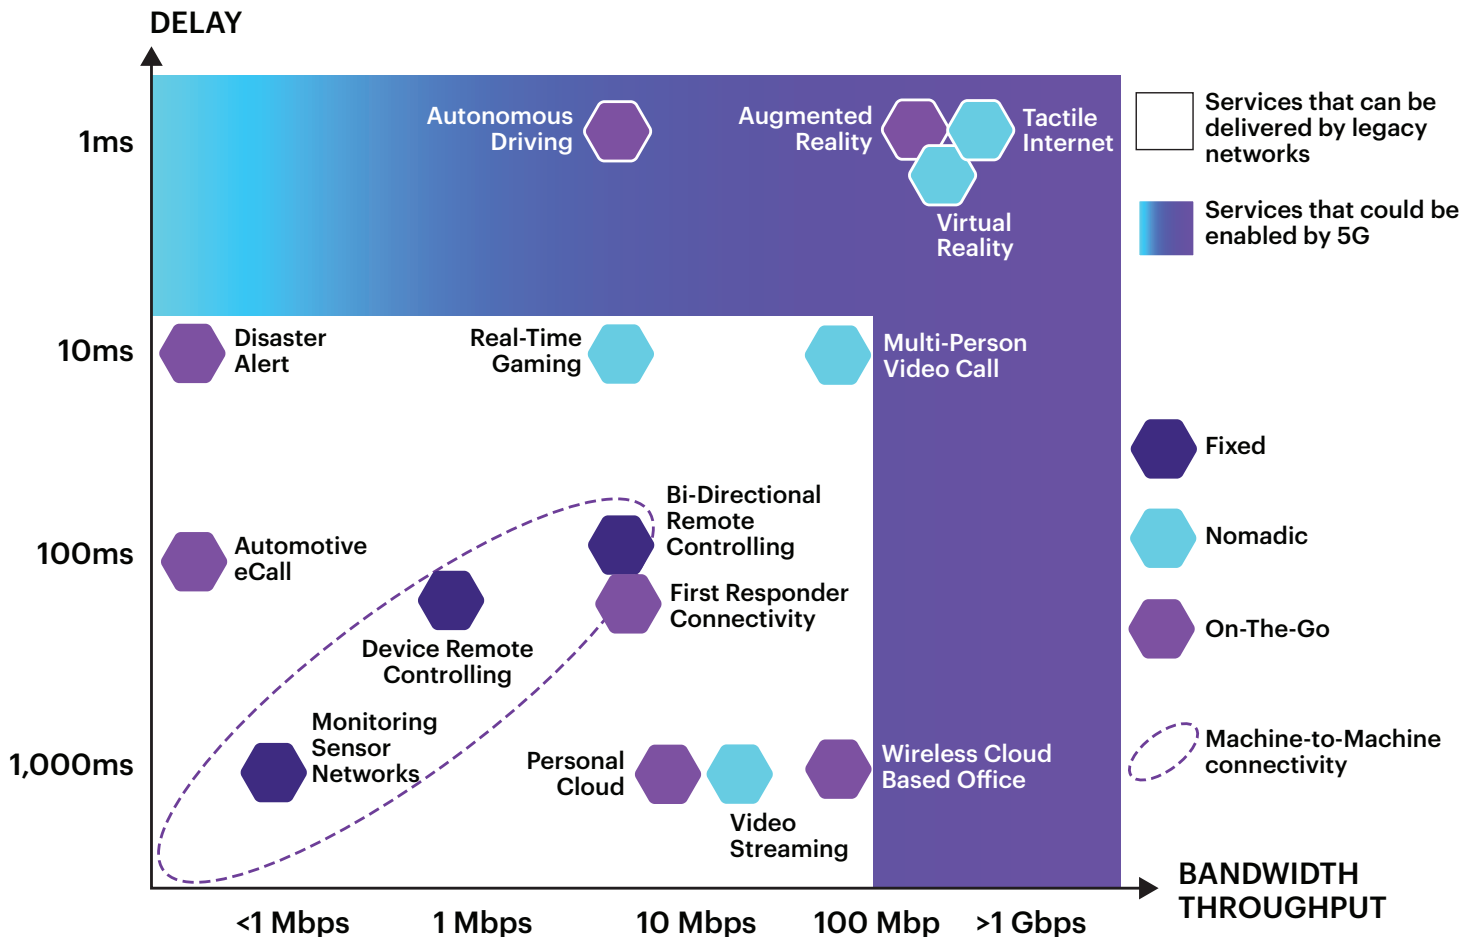 DELAY
1ms
10ms
100ms
1,000ms
Autonomous
Driving
Augmented
Reality
Tactile
Internet
Virtual
Reality
Disaster
Alert
Real-Time
Gaming
Multi-Person
Video Call
Automotive
eCall
Bi-Directional
Remote
Controlling
First Responder
Connectivity
Device Remote
Controlling
Monitoring
Sensor
Networks
Personal
Cloud
Video
Streaming
Wireless Cloud
Based Office
<1 Mbps
1 Mbps
10 Mbps
100 Mbp
>1 Gbps
BANDWIDTH
THROUGHPUT
Services that can be
delivered by legacy
networks
Services that could be
enabled by 5G
Fixed
Nomadic
On-The-Go
Machine-to-Machine
connectivity